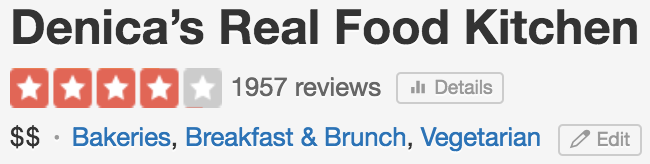 Denica's Real Food Kitchen
1957 reviews Details
$$ · Bakeries, Breakfast & Brunch, Vegetarian Edit